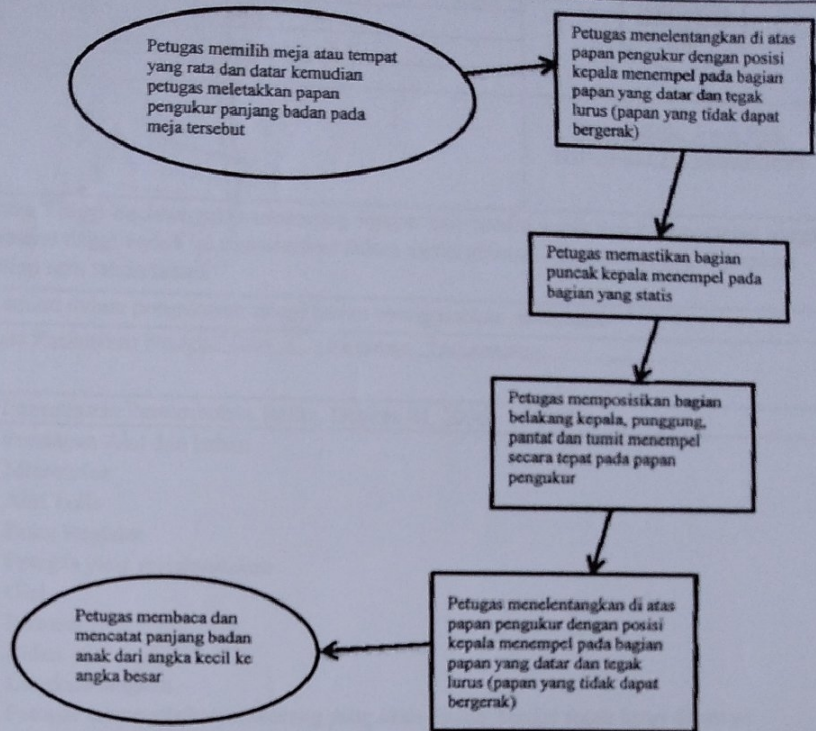 Petugas memilih meja atau tempat
yang rata dan datar kemudian
petugas meletakkan papan
pengukur panjang badan pada
meja tersebut
Petugas menelentangkan di atas
papan pengukur dengan posisi
kepala menempel pada bagian
papan yang datar dan tegak
lurus (papan yang tidak dapat
bergerak)
Petugas memastikan bagian
puncak kepala menempel pada
bagian yang statis
Petugas memposisikan bagian
belakang kepala, punggung,
pantat dan tumit menempel
secara tepat pada papan
pengukur
Petugas menelentangkan di atas
papan pengukur dengan posisi
kepala menempel pada bagian
papan yang datar dan tegak
lurus (papan yang tidak dapat
bergerak)
Petugas membaca dan
mencatat panjang badan
anak dari angka kecil ke
angka besar